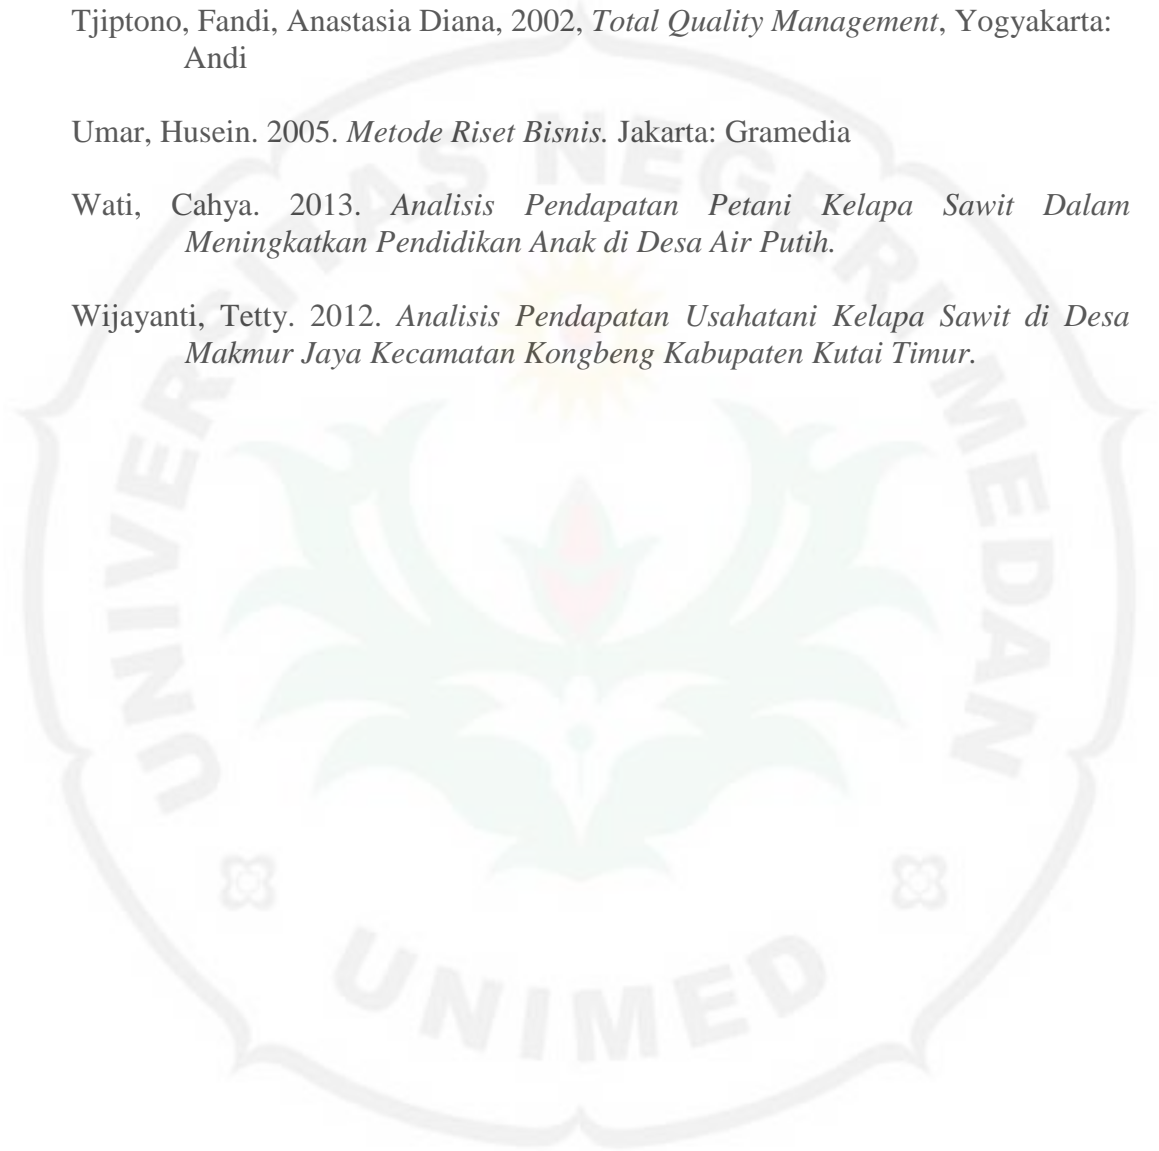 Tjiptono, Fandi, Anastasia Diana, 2002, Total Quality Management, Yogyakarta:
Andi
Umar, Husein. 2005. Metode Riset Bisnis. Jakarta: Gramedia
Wati, Cahya. 2013. Analisis Pendapatan Petani Kelapa Sawit Dalam
Meningkatkan Pendidikan Anak di Desa Air Putih.
Wijayanti, Tetty. 2012. Analisis Pendapatan Usahatani Kelapa Sawit di Desa
Makmur Jaya Kecamatan Kongbeng Kabupaten Kutai Timur.
UNIVERSITAS NEGERI MEDAN
UNIMED